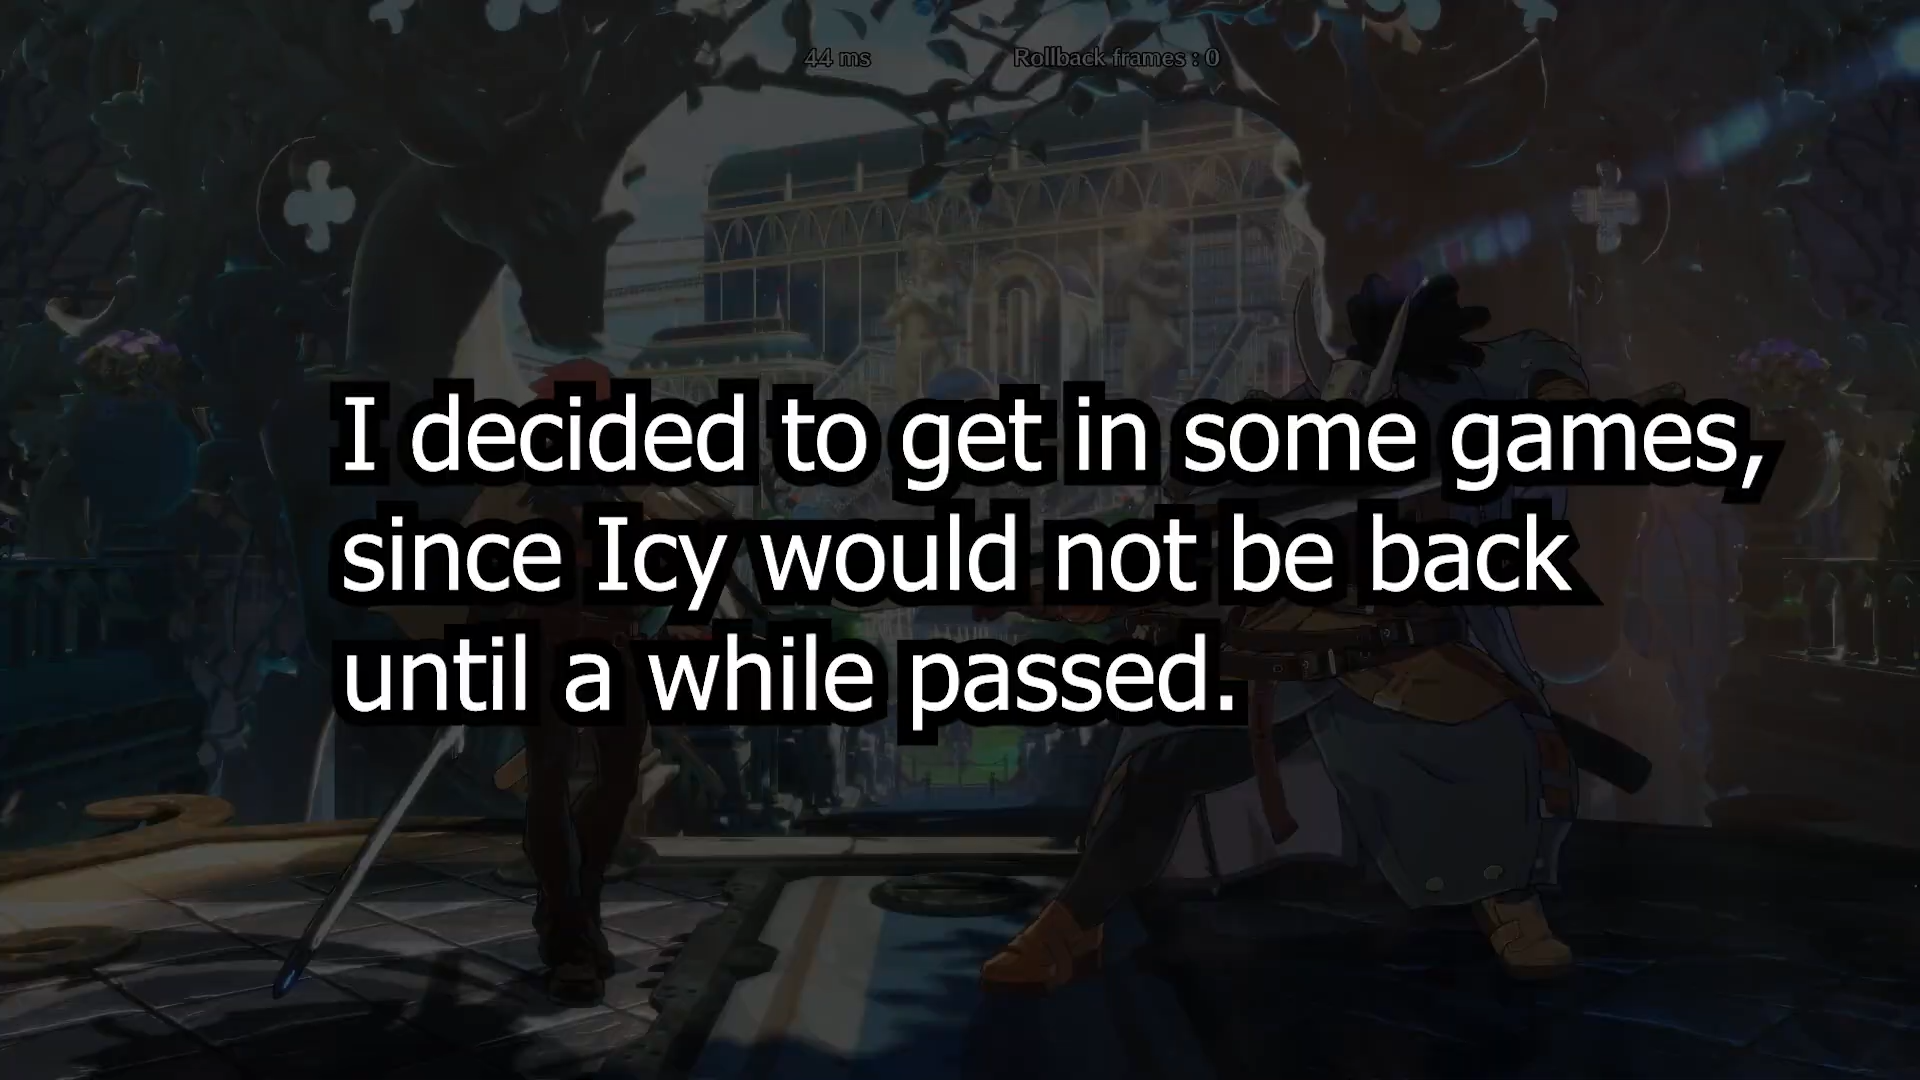 44 ms Rollback frames : 0
I decided to get in some games,
since Icy would not be back
until a while passed.